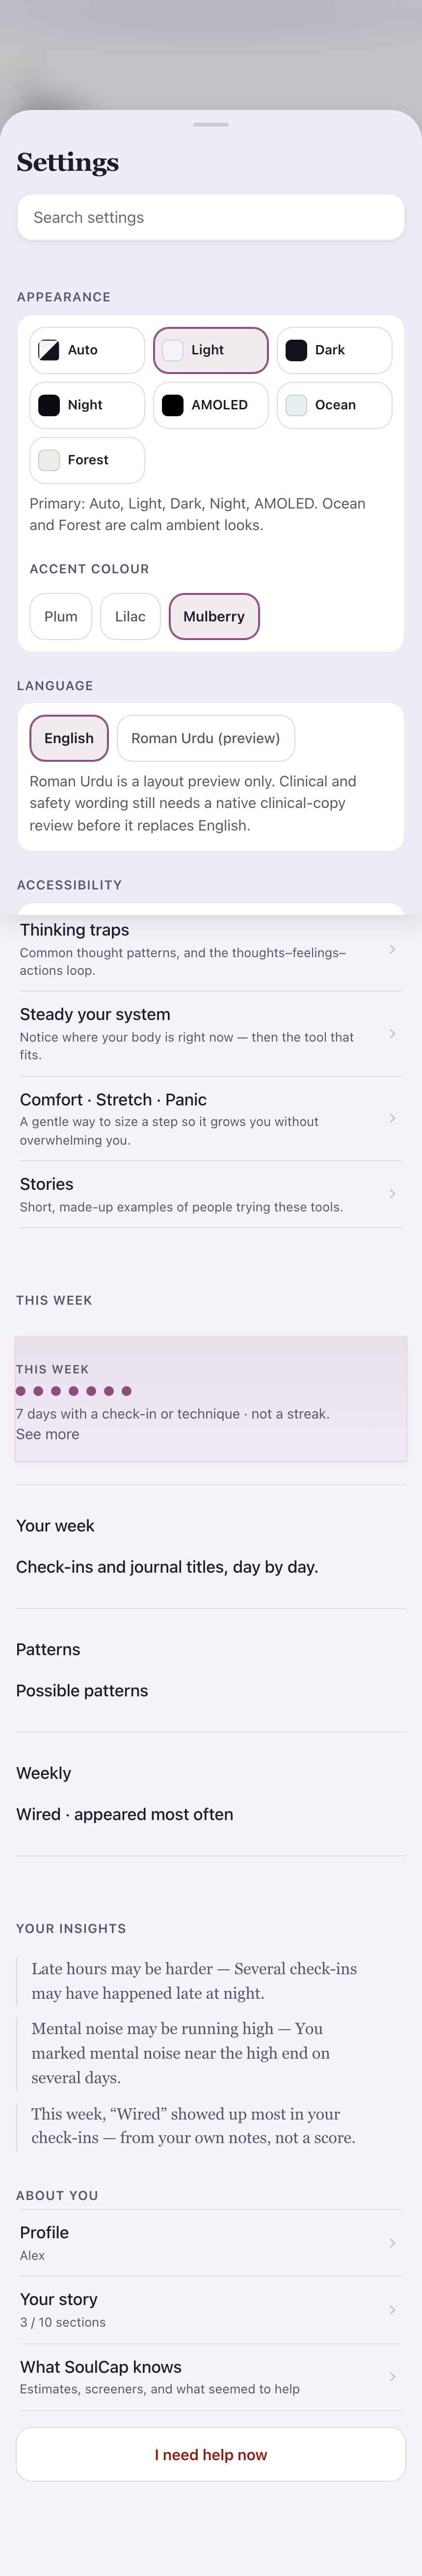 Settings
Search settings
APPEARANCE
Auto
Light
Dark
Night
AMOLED
Ocean
Forest
Primary: Auto, Light, Dark, Night, AMOLED. Ocean
and Forest are calm ambient looks.
ACCENT COLOUR
Plum
Lilac
Mulberry
LANGUAGE
English
Roman Urdu (preview)
Roman Urdu is a layout preview only. Clinical and
safety wording still needs a native clinical-copy
review before it replaces English.
ACCESSIBILITY
Thinking traps
Common thought patterns, and the thoughts–feelings–
actions loop.
Steady your system
Notice where your body is right now — then the tool that
fits.
Comfort · Stretch · Panic
A gentle way to size a step so it grows you without
overwhelming you.
Stories
Short, made-up examples of people trying these tools.
THIS WEEK
THIS WEEK
7 days with a check-in or technique · not a streak.
See more
Your week
Check-ins and journal titles, day by day.
Patterns
Possible patterns
Weekly
Wired · appeared most often
YOUR INSIGHTS
Late hours may be harder — Several check-ins
may have happened late at night.
Mental noise may be running high — You
marked mental noise near the high end on
several days.
This week, “Wired” showed up most in your
check-ins — from your own notes, not a score.
ABOUT YOU
Profile
Alex
Your story
3 / 10 sections
What SoulCap knows
Estimates, screeners, and what seemed to help
I need help now